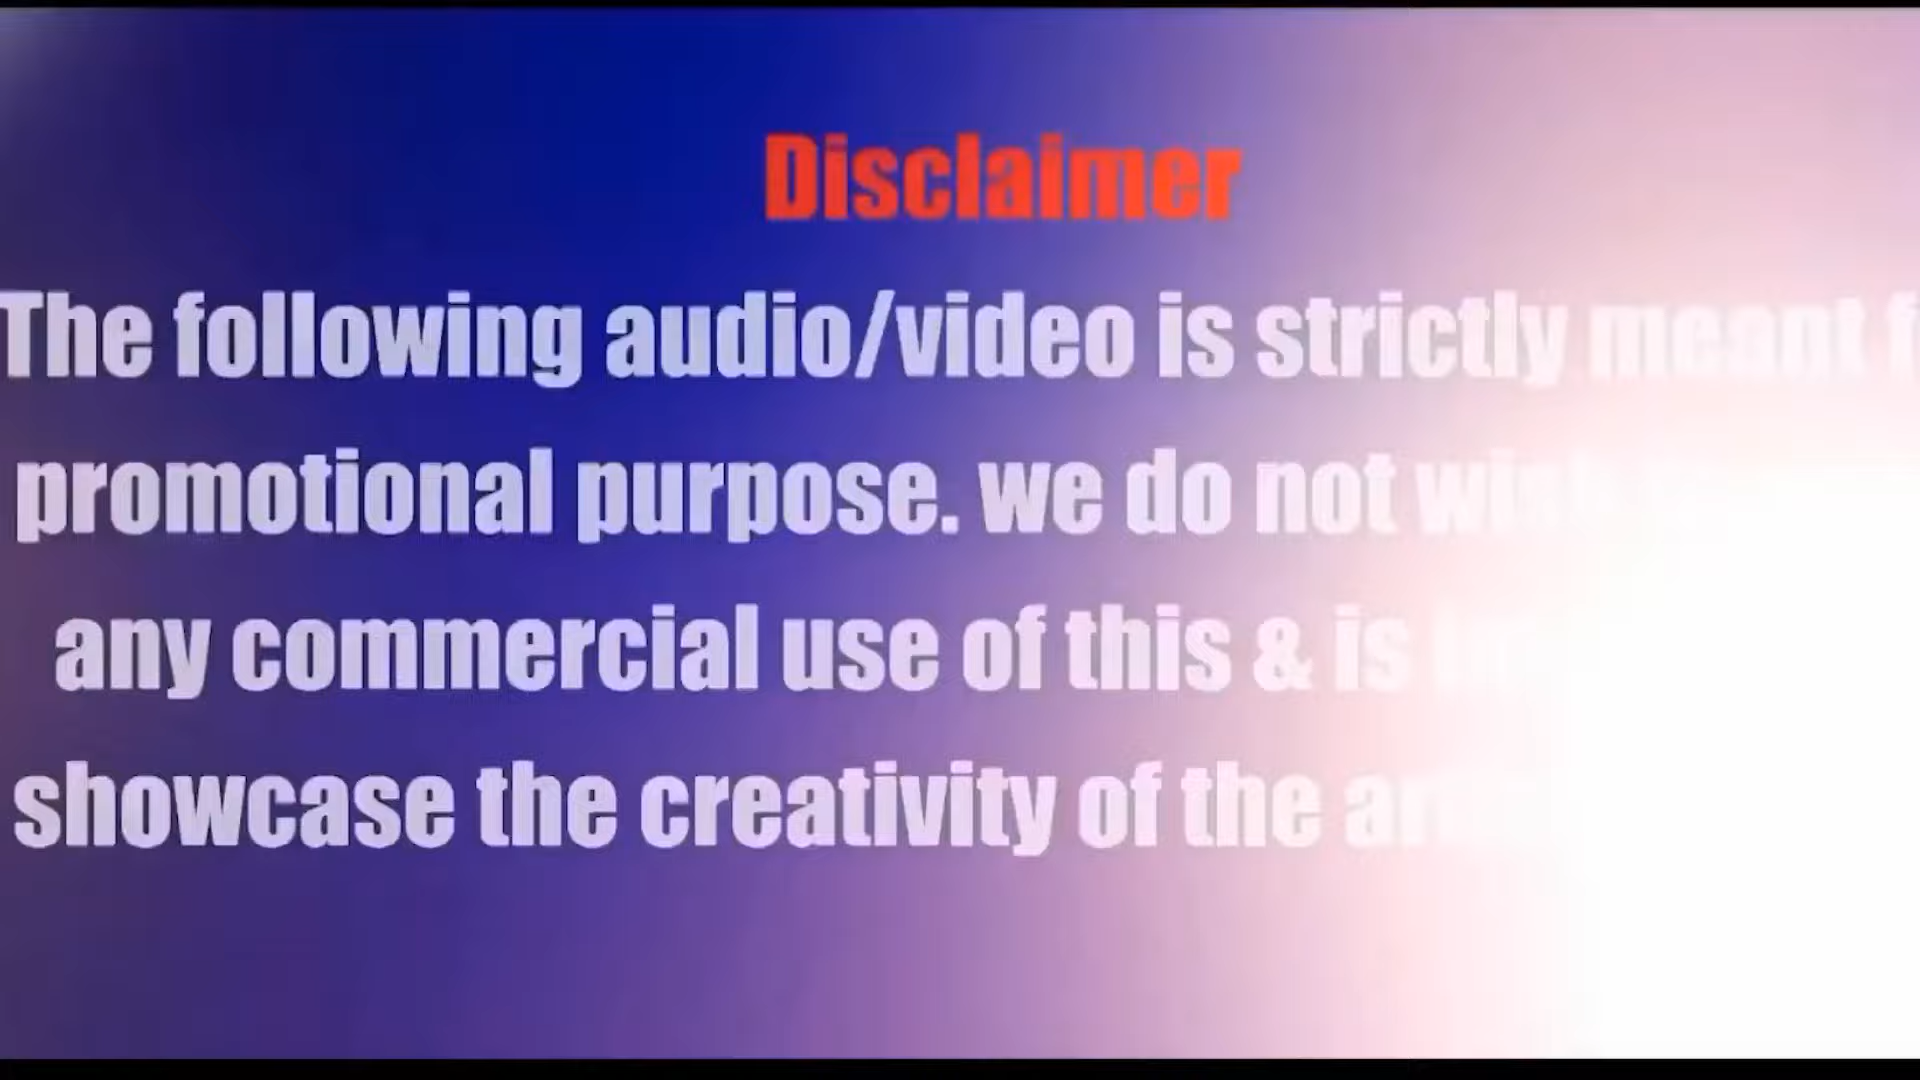 Disclaimer
The following audio/video is strictly meant f
promotional purpose. we do not
any commercial use of this & is
showcase the creativity of the